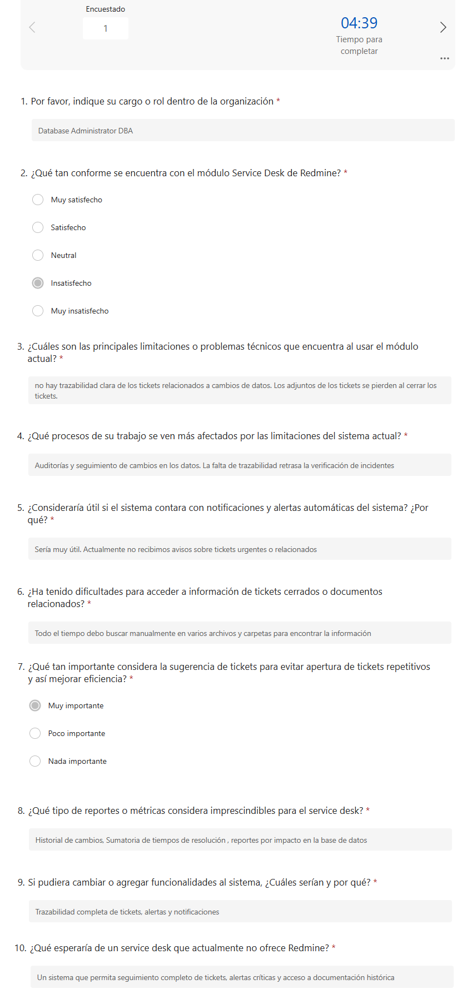 Encuestado
1
04:39
Tiempo para
completar
1. Por favor, indique su cargo o rol dentro de la organización *
Database Administrator DBA
2. ¿Qué tan conforme se encuentra con el módulo Service Desk de Redmine? *
Muy satisfecho
Satisfecho
Neutral
Insatisfecho
Muy insatisfecho
3. ¿Cuáles son las principales limitaciones o problemas técnicos que encuentra al usar el módulo
actual? *
no hay trazabilidad clara de los tickets relacionados a cambios de datos. Los adjuntos de los tickets se pierden al cerrar los
tickets.
4. ¿Qué procesos de su trabajo se ven más afectados por las limitaciones del sistema actual? *
Auditorías y seguimiento de cambios en los datos. La falta de trazabilidad retrasa la verificación de incidentes
5. ¿Consideraría útil si el sistema contara con notificaciones y alertas automáticas del sistema? ¿Por
qué? *
Sería muy útil. Actualmente no recibimos avisos sobre tickets urgentes o relacionados
6. ¿Ha tenido dificultades para acceder a información de tickets cerrados o documentos
relacionados? *
Todo el tiempo debo buscar manualmente en varios archivos y carpetas para encontrar la información
7. ¿Qué tan importante considera la sugerencia de tickets para evitar apertura de tickets repetitivos
y así mejorar eficiencia? *
Muy importante
Poco importante
Nada importante
8. ¿Qué tipo de reportes o métricas considera imprescindibles para el service desk? *
Historial de cambios, Sumatoria de tiempos de resolución , reportes por impacto en la base de datos
9. Si pudiera cambiar o agregar funcionalidades al sistema, ¿Cuáles serían y por qué? *
Trazabilidad completa de tickets, alertas y notificaciones
10. ¿Qué esperaría de un service desk que actualmente no ofrece Redmine? *
Un sistema que permita seguimiento completo de tickets, alertas críticas y acceso a documentación histórica